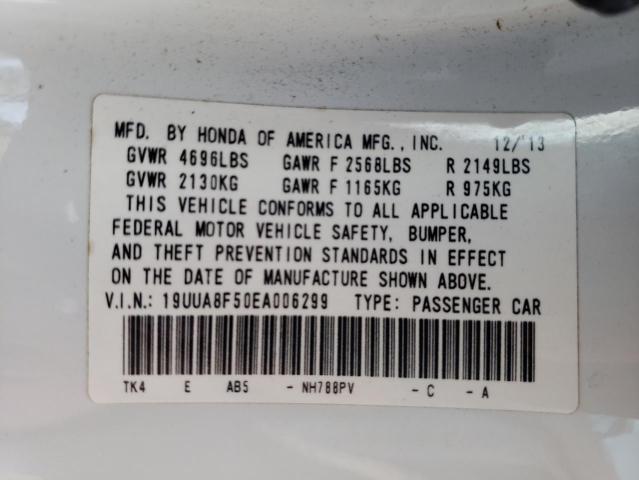 MFD. BY HONDA OF AMERICA MFG., INC. 12/'13
GVWR 4696LBS GAWR F 2568LBS R 2149LBS
GVWR 2130KG GAWR F 1165KG R 975KG
THIS VEHICLE CONFORMS TO ALL APPLICABLE
FEDERAL MOTOR VEHICLE SAFETY, BUMPER,
AND THEFT PREVENTION STANDARDS IN EFFECT
ON THE DATE OF MANUFACTURE SHOWN ABOVE.
V.I.N.: 19UUA8F50EA006299 TYPE: PASSENGER CAR
TK4 E AB5 - NH788PV - C - A